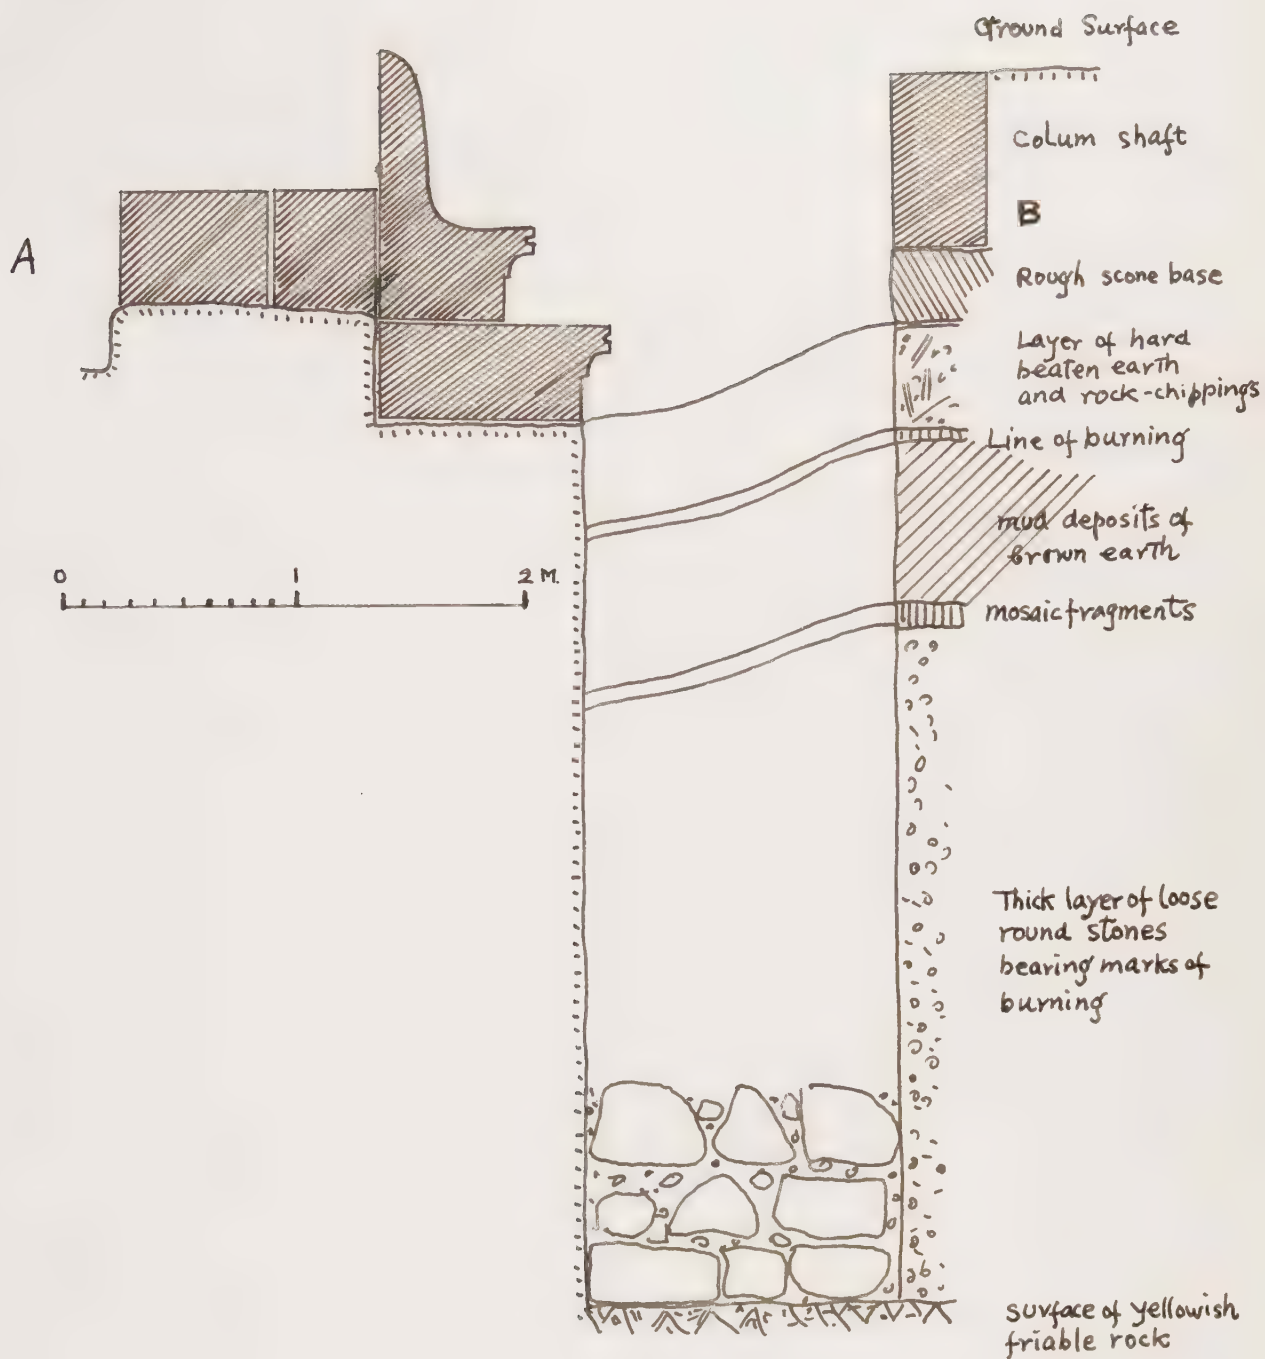 Ground Surface
Colum shaft
A
B
Rough scone base
Layer of hard
beaten earth
and rock-chippings
Line of burning
mud deposits of
brown earth
0 1 2 M.
mosaic fragments
Thick layer of loose
round stones
bearing marks of
burning
surface of yellowish
friable rock